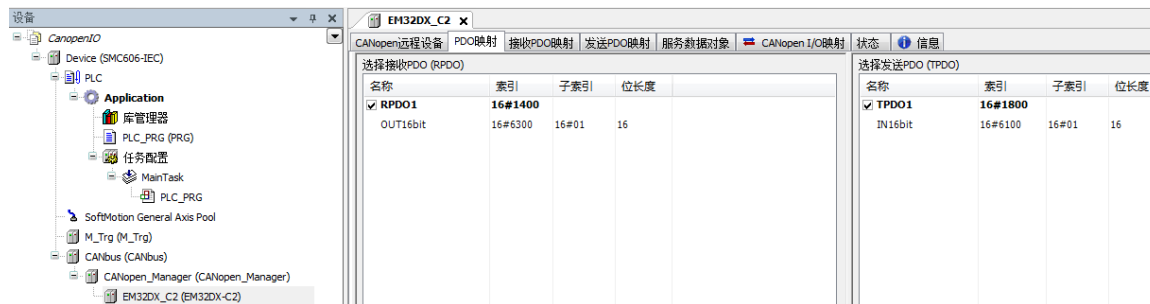 设备
CanopenIO
Device (SMC606-IEC)
PLC
Application
库管理器
PLC_PRG (PRG)
任务配置
MainTask
PLC_PRG
SoftMotion General Axis Pool
M_Trg (M_Trg)
CANbus (CANbus)
CANopen_Manager (CANopen_Manager)
EM32DX_C2 (EM32DX-C2)
EM32DX_C2
CANopen远程设备 PDO映射 接收PDO映射 发送PDO映射 服务数据对象 CANopen I/O映射 状态 信息
选择接收PDO (RPDO)
名称 索引 子索引 位长度
RPDO1 16#1400
OUT16bit 16#6300 16#01 16
选择发送PDO (TPDO)
名称 索引 子索引 位长度
TPDO1 16#1800
IN16bit 16#6100 16#01 16